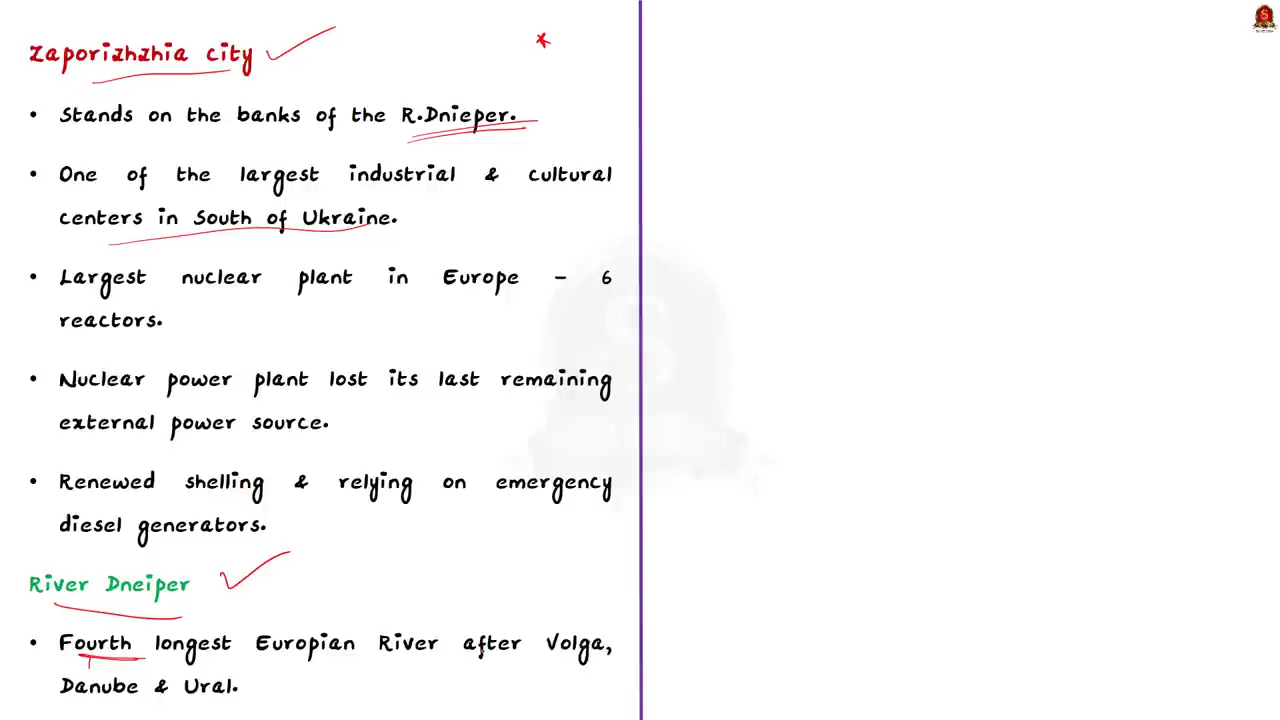 Zaporizhzhia city
• Stands on the banks of the R.Dnieper.
• One of the largest industrial & cultural
centers in South of Ukraine.
• Largest nuclear plant in Europe – 6
reactors.
• Nuclear power plant lost its last remaining
external power source.
• Renewed shelling & relying on emergency
diesel generators.
River Dneiper
• Fourth longest Europian River after Volga,
Danube & Ural.